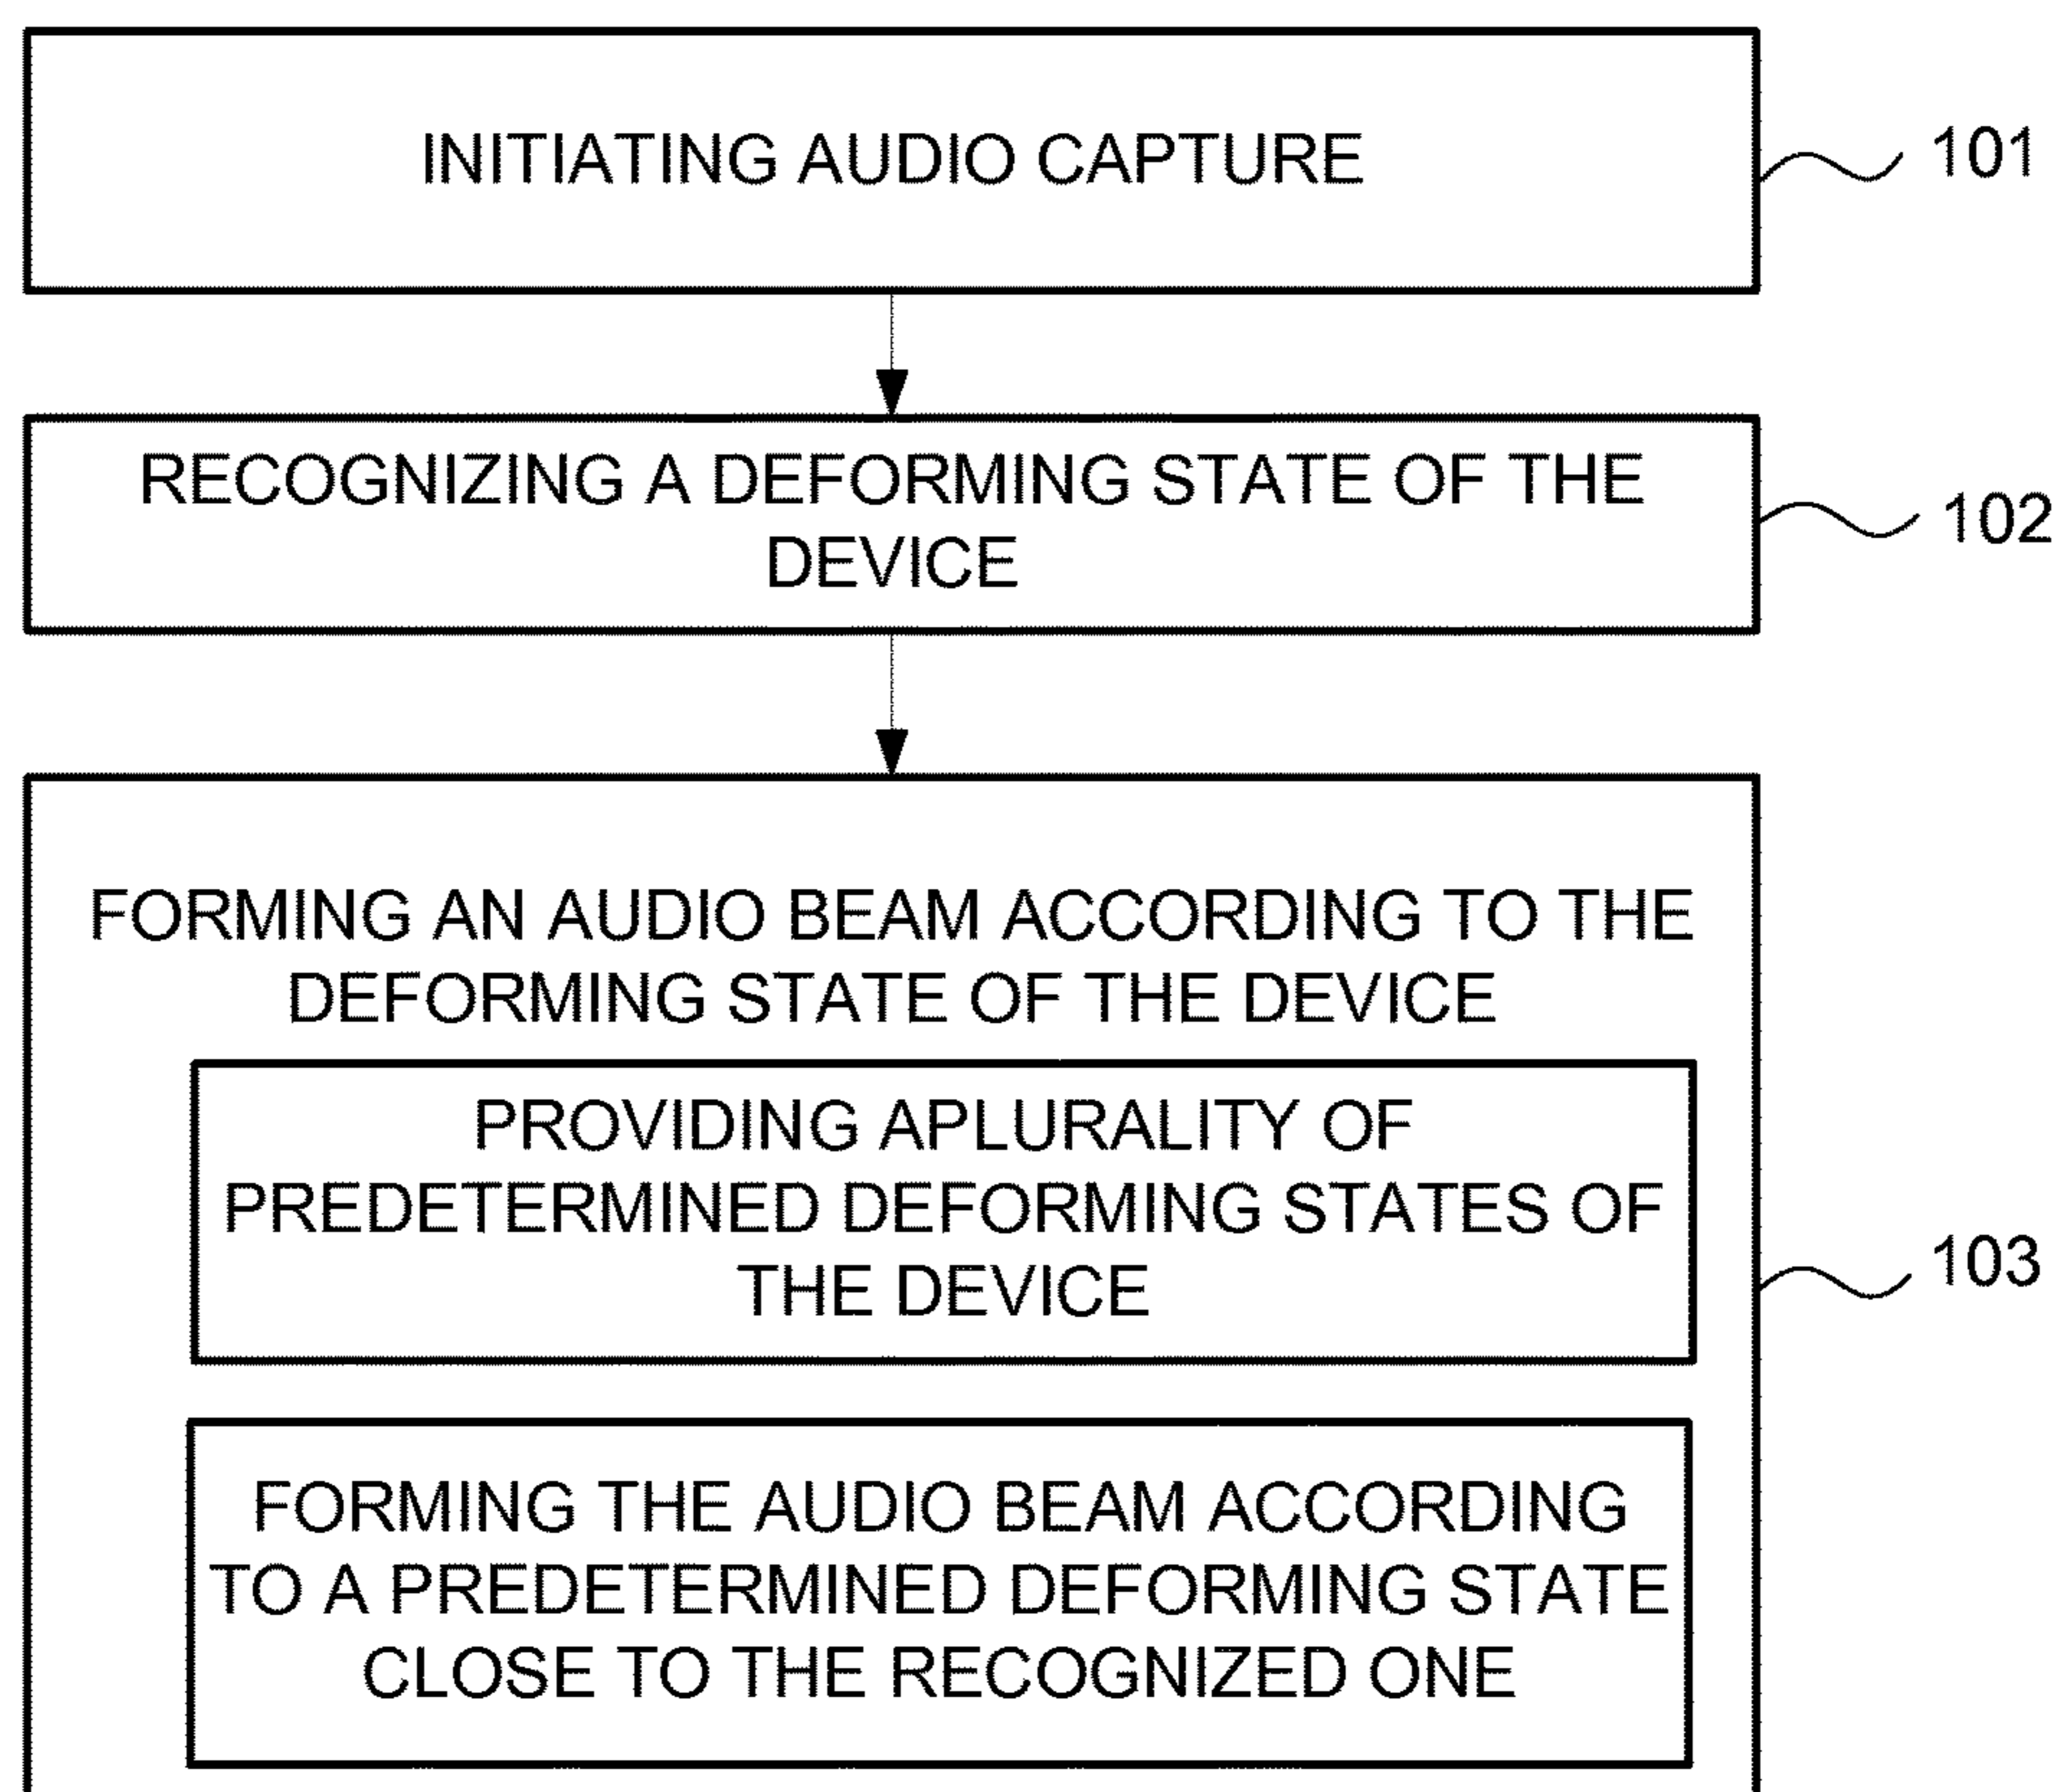 INITIATING AUDIO CAPTURE
101
RECOGNIZING A DEFORMING STATE OF THE
DEVICE
102
FORMING AN AUDIO BEAM ACCORDING TO THE
DEFORMING STATE OF THE DEVICE
PROVIDING APLURALITY OF
PREDETERMINED DEFORMING STATES OF
THE DEVICE
103
FORMING THE AUDIO BEAM ACCORDING
TO A PREDETERMINED DEFORMING STATE
CLOSE TO THE RECOGNIZED ONE